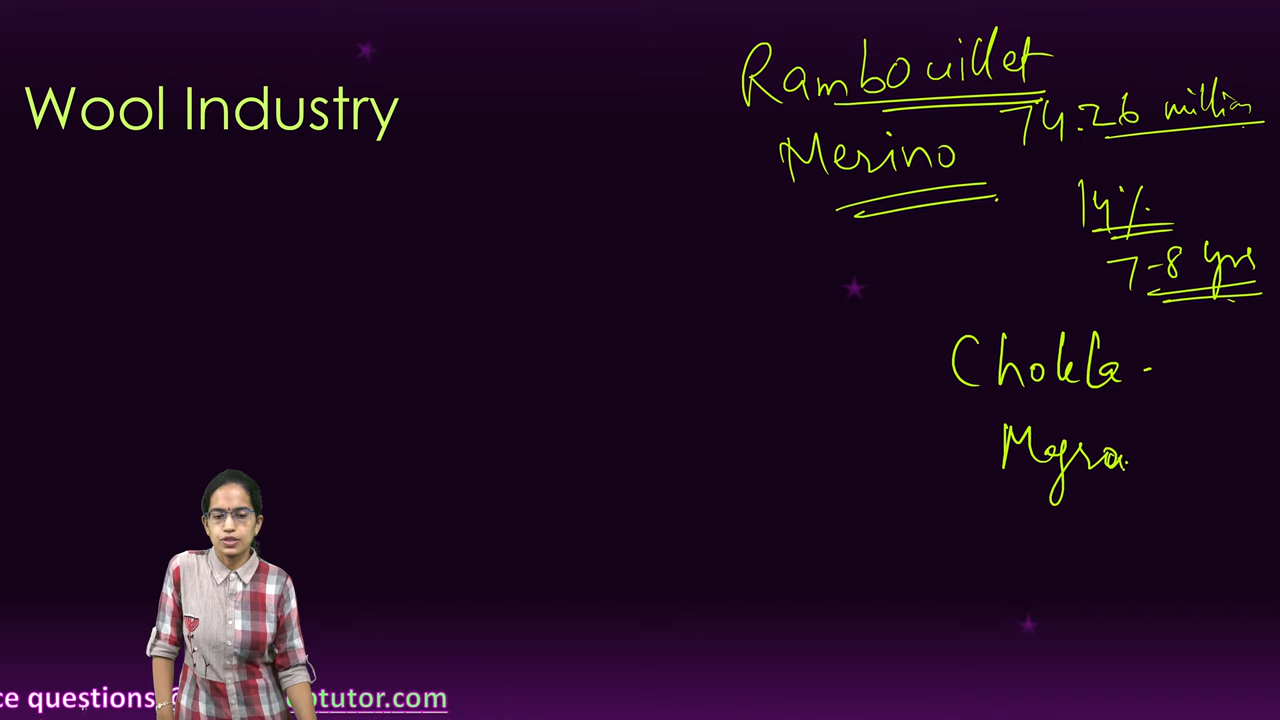 Wool Industry
Rambouillet
74.26 million
Merino
14%
7-8 yrs
Chokla -
Magra
ce questions
tutor.com